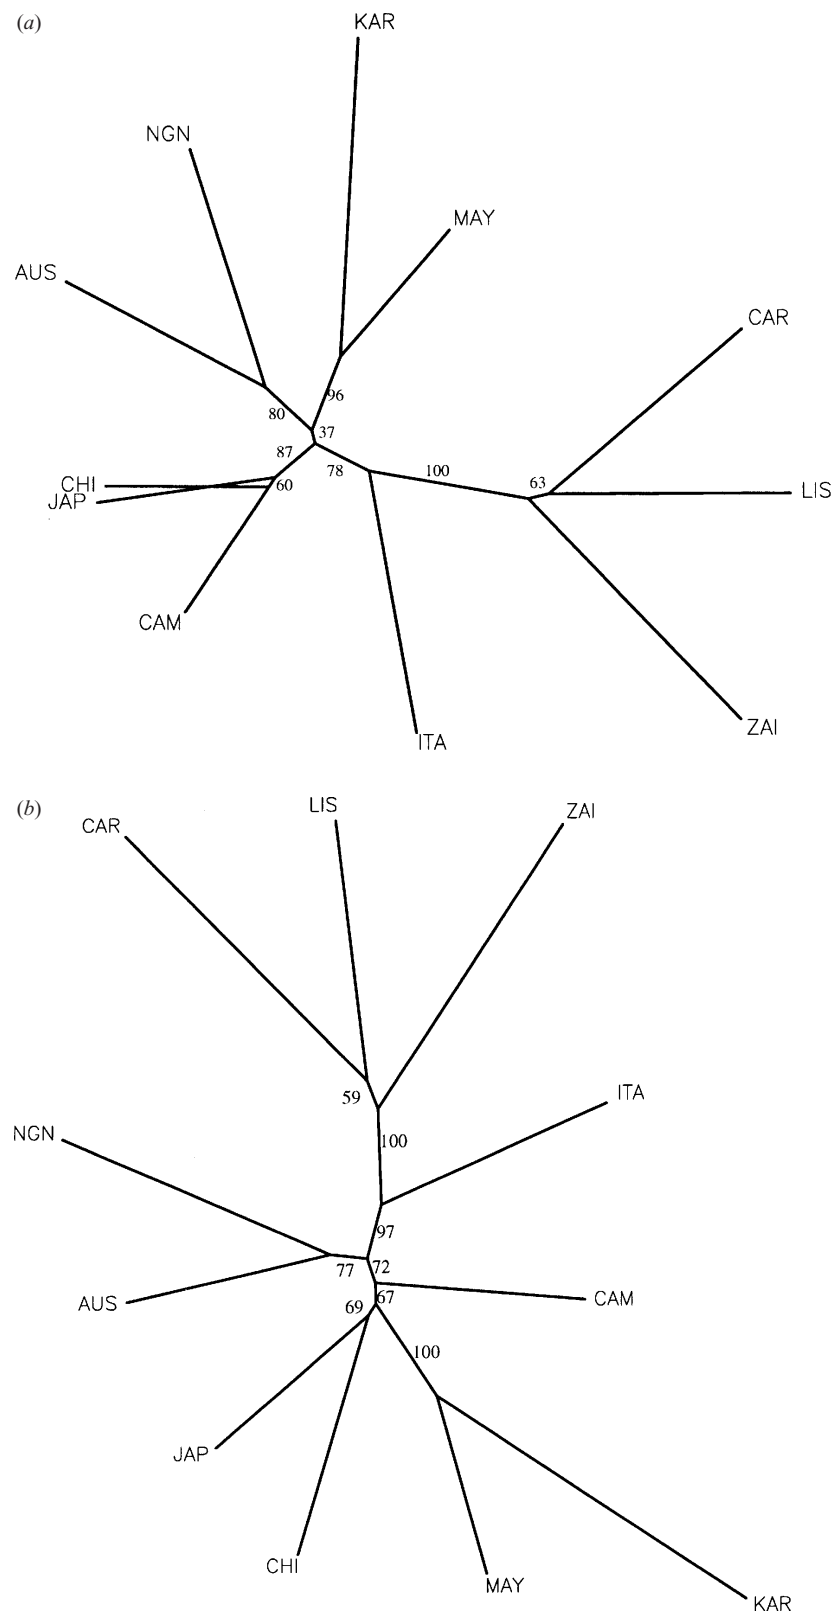 (a)
KAR
NGN
MAY
AUS
CAR
96
80
37
87
78
100
63
CHI
60
LIS
JAP
CAM
ZAI
ITA
(b)
LIS
ZAI
CAR
59
ITA
NGN
100
97
77
72
AUS
69
67
CAM
100
JAP
CHI
MAY
KAR